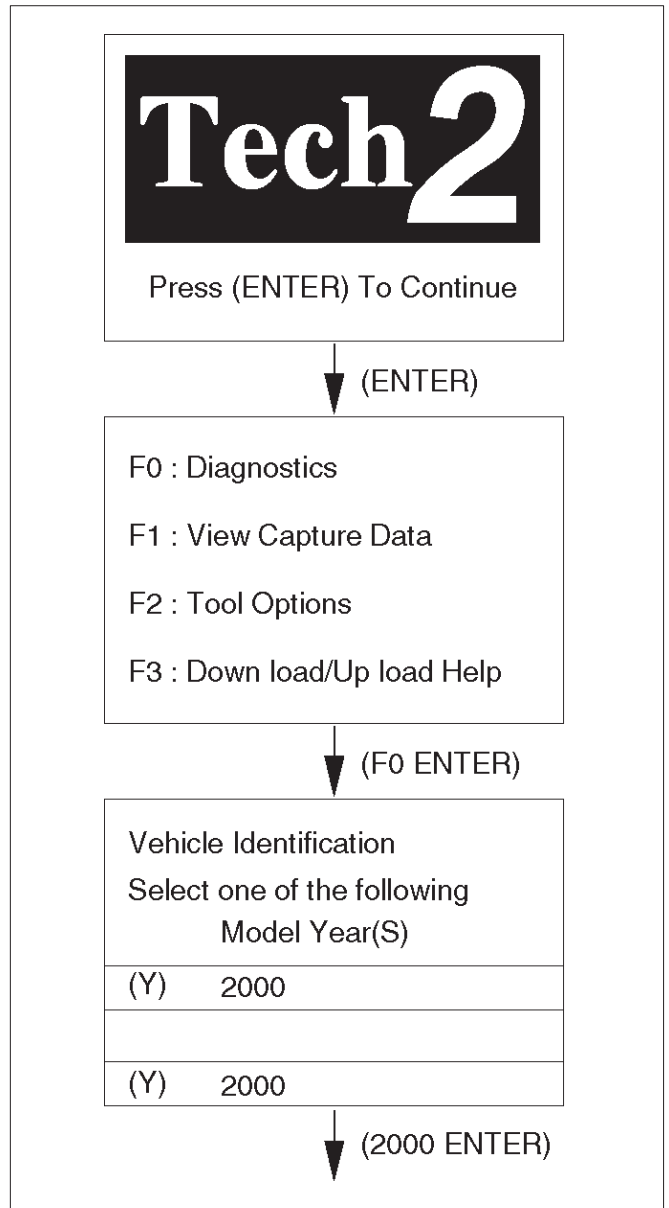 Tech2
Press (ENTER) To Continue
(ENTER)
F0 : Diagnostics
F1 : View Capture Data
F2 : Tool Options
F3 : Down load/Up load Help
(F0 ENTER)
Vehicle Identification
Select one of the following
Model Year(S)
(Y) 2000
(Y) 2000
(2000 ENTER)